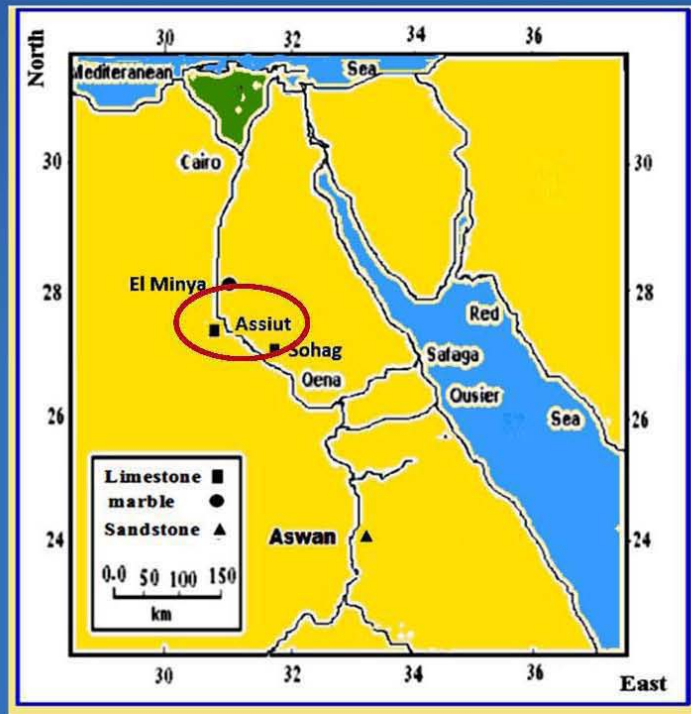 North
30
32
34
36
Mediteranean
Sea
30
Cairo
30
El Minya
28
28
Assiut
Red
Sohag
Safaga
Qena
Ousier
26
Sea
26
Limestone
marble
Sandstone
24
Aswan
24
0.0 50 100 150
km
30
32
34
36
East